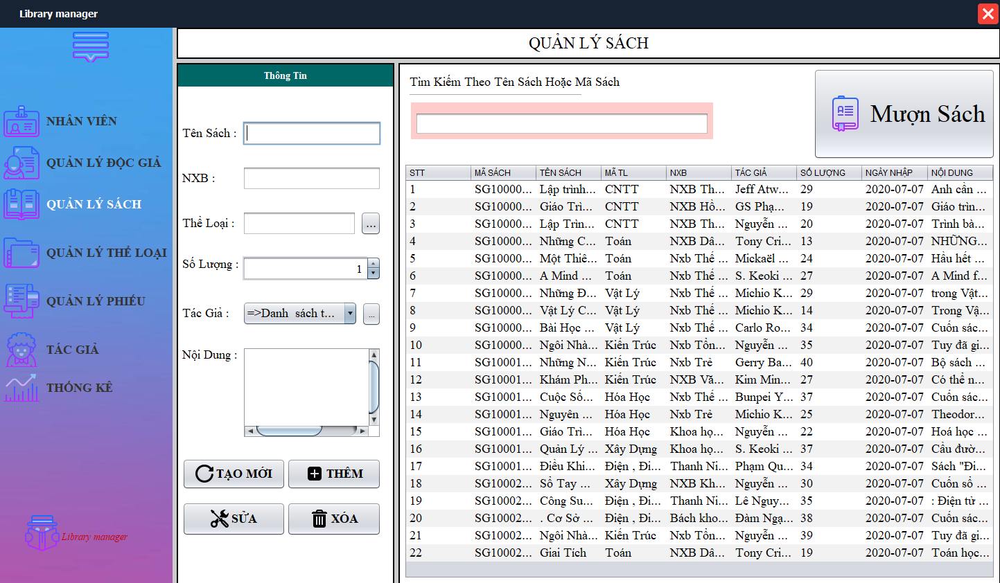 Library manager
QUẢN LÝ SÁCH
NHÂN VIÊN
QUẢN LÝ ĐỘC GIẢ
QUẢN LÝ SÁCH
QUẢN LÝ THỂ LOẠI
QUẢN LÝ PHIẾU
TÁC GIẢ
THỐNG KÊ
Library manager
Thông Tin
Tên Sách :
NXB :
Thể Loại :
...
Số Lượng :
1
Tác Giả :
=>Danh sách t...
...
Nội Dung :
TẠO MỚI
THÊM
SỬA
XÓA
Tìm Kiếm Theo Tên Sách Hoặc Mã Sách
Mượn Sách
STT MÃ SÁCH TÊN SÁCH MÃ TL NXB TÁC GIẢ SỐ LƯỢNG NGÀY NHẬP NỘI DUNG
1 SG10000... Lập trình... CNTT NXB Th... Jeff Atw... 29 2020-07-07 Anh cần ...
2 SG10000... Giáo Trì... CNTT NXB Hồ... GS Phạ... 19 2020-07-07 Giáo trìn...
3 SG10000... Lập Trìn... CNTT NXB Th... Nguyễn ... 20 2020-07-07 Trình bà...
4 SG10000... Những C... Toán NXB Dâ... Tony Cri... 13 2020-07-07 NHỮNG...
5 SG10000... Một Thiê... Toán Nxb Thế ... Mickaël ... 24 2020-07-07 Hầu hết ...
6 SG10000... A Mind ... Toán Nxb Thế ... S. Keoki ... 27 2020-07-07 A Mind f...
7 SG10000... Những Đ... Vật Lý Nxb Thế ... Michio K... 29 2020-07-07 trong Vật...
8 SG10000... Vật Lý C... Vật Lý Nxb Thế ... Michio K... 14 2020-07-07 Trong Vậ...
9 SG10000... Bài Học ... Vật Lý Nxb Thế ... Carlo Ro... 34 2020-07-07 Cuốn sác...
10 SG10000... Ngôi Nhà... Kiến Trúc Nxb Tổn... Nguyễn ... 35 2020-07-07 Tuy đã gi...
11 SG10001... Những N... Kiến Trúc Nxb Trẻ Gerry Ba... 40 2020-07-07 Bộ sách ...
12 SG10001... Khám Ph... Kiến Trúc NXB Vă... Kim Min... 27 2020-07-07 Có thể n...
13 SG10001... Cuộc Số... Hóa Học Nxb Thế ... Bunpei Y... 37 2020-07-07 Cuốn sác...
14 SG10001... Nguyên ... Hóa Học Nxb Trẻ Michio K... 25 2020-07-07 Theodor...
15 SG10001... Giáo Trì... Hóa Học Khoa họ... Nguyễn ... 22 2020-07-07 Hoá học ...
16 SG10001... Quản Lý ... Xây Dựng Khoa họ... S. Keoki ... 37 2020-07-07 Cầu đườ...
17 SG10001... Điều Khi... Điện , Đi... Thanh Ni... Phạm Qu... 34 2020-07-07 Sách "Đi...
18 SG10002... Sổ Tay ... Xây Dựng NXB Kh... Nguyễn ... 30 2020-07-07 Cuốn sổ ...
19 SG10002... Công Su... Điện , Đi... Thanh Ni... Lê Nguy... 35 2020-07-07 : Điện tử ...
20 SG10002... . Cơ Sở ... Điện , Đi... Bách kho... Đàm Ngạ... 38 2020-07-07 Cuốn sác...
21 SG10002... Ngôi Nhà... Kiến Trúc Nxb Tổn... Nguyễn ... 39 2020-07-07 Tuy đã gi...
22 SG10002... Giai Tích Toán NXB Dâ... Tony Cri... 19 2020-07-07 Toán học...